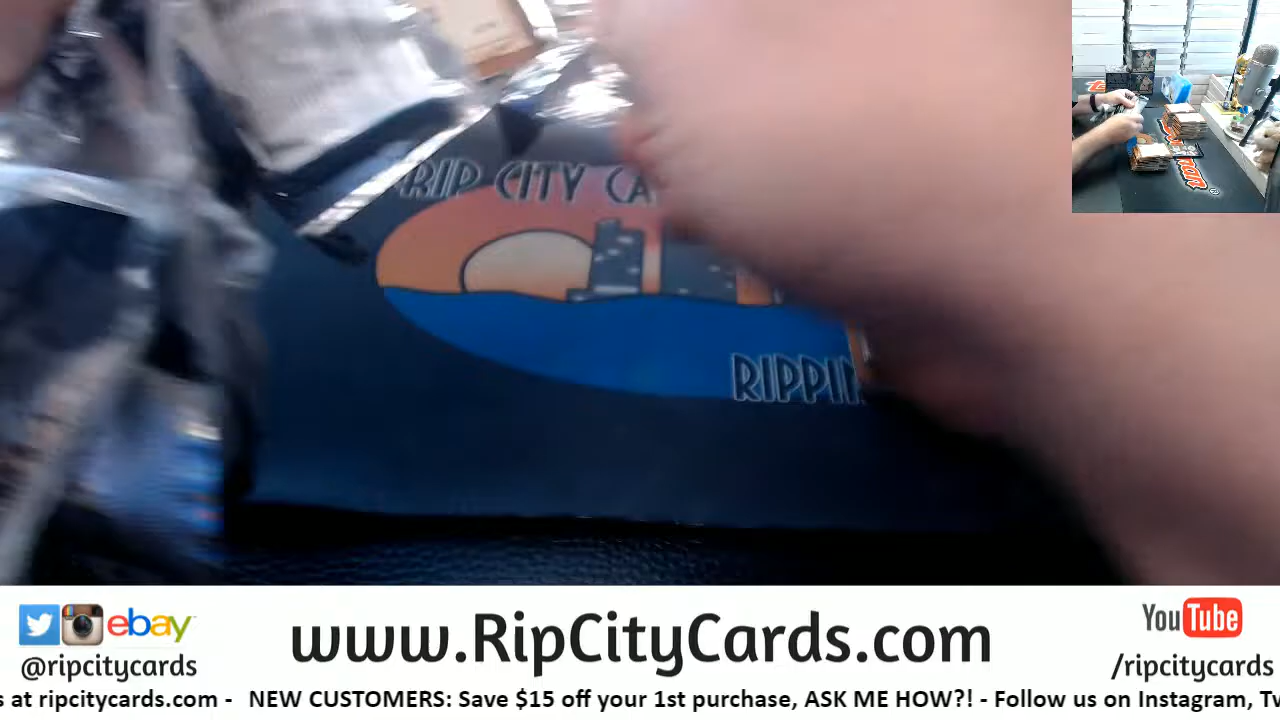 RIP CITY CA
RIPPIN
ebay
@ripcitycards
www.RipCityCards.com
YouTube
/ripcitycards
s at ripcitycards.com - NEW CUSTOMERS: Save $15 off your 1st purchase, ASK ME HOW?! - Follow us on Instagram, Tw